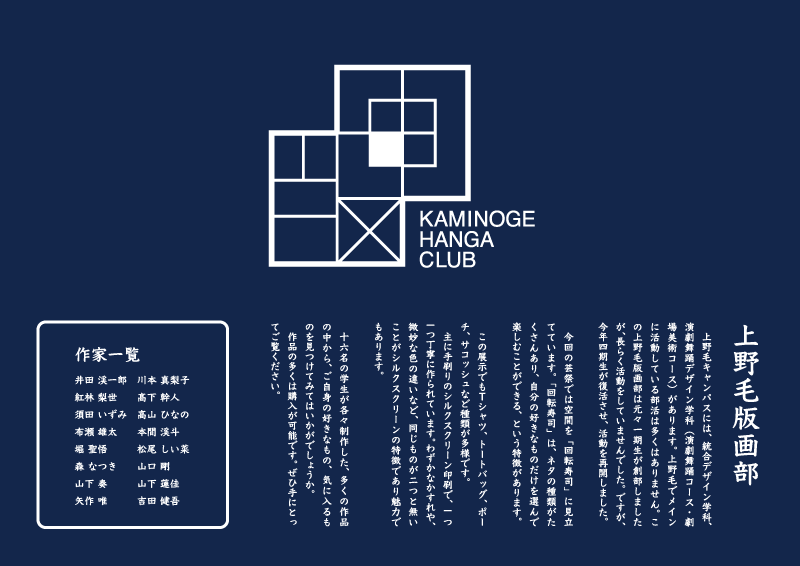 KAMINOGE
HANGA
CLUB
上野毛版画部
上野毛キャンパスには、統合デザイン学科、
演劇舞踊デザイン学科（演劇舞踊コース・劇
場美術コース）があります。上野毛でメイン
に活動している部活は多くはありません。こ
の上野毛版画部は元々一期生が創部しました
が、長らく活動をしていませんでした。ですが、
今年四期生が復活させ、活動を再開しました。
今回の芸祭では空間を「回転寿司」に見立
てています。「回転寿司」は、ネタの種類がた
くさんあり、自分の好きなものだけを選んで
楽しむことができる、という特徴があります。
この展示でもTシャツ、トートバッグ、ポー
チ、サコッシュなど種類が多様です。
主に手刷りのシルクスクリーン印刷で、一つ
一つ丁寧に作られています。わずかなかすれや、
微妙な色の違いなど、同じものが二つと無い
ことがシルクスクリーンの特徴であり魅力で
もあります。
十六名の学生が各々制作した、多くの作品
の中から、ご自身の好きなもの、気に入るも
のを見つけてみてはいかがでしょうか。
作品の多くは購入が可能です。ぜひ手にとっ
てご覧ください。
作家一覧
井田 渓一郎 川本 真梨子
紅林 梨世 髙下 幹人
須田 いずみ 高山 ひなの
布瀬 雄太 本間 渓斗
堀 聖悟 松尾 しい菜
森 なつき 山口 剛
山下 奏 山下 蓮佳
矢作 唯 吉田 健吾